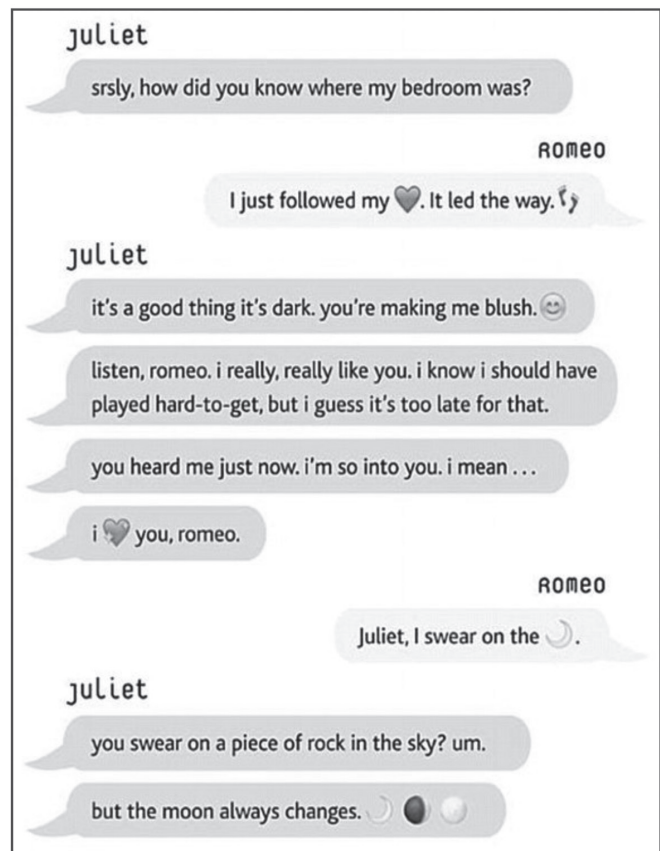 juliet
srsly, how did you know where my bedroom was?
Romeo
I just followed my 🩶. It led the way. 👣
juliet
it's a good thing it's dark. you're making me blush. 😊
listen, romeo. i really, really like you. i know i should have
played hard-to-get, but i guess it's too late for that.
you heard me just now. i'm so into you. i mean ...
i 💖 you, romeo.
Romeo
Juliet, I swear on the 🌙.
juliet
you swear on a piece of rock in the sky? um.
but the moon always changes. 🌙 🌒 🌕